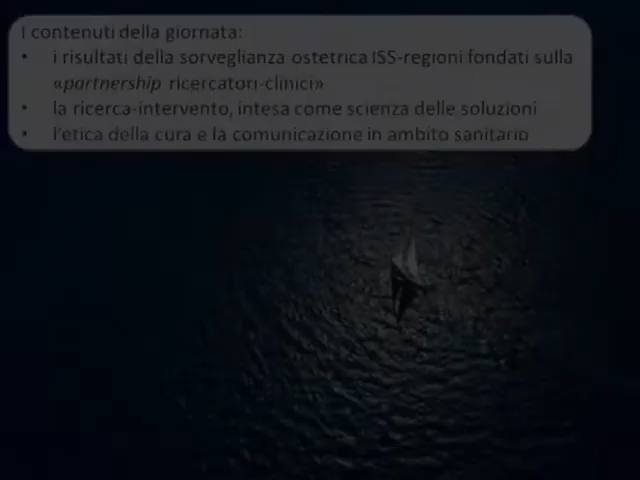 I contenuti della giornata:
• i risultati della sorveglianza ostetrica ISS-regioni fondati sulla
«partnership ricercatori-clinici»
• la ricerca-intervento, intesa come scienza delle soluzioni
• l'etica della cura e la comunicazione in ambito sanitario